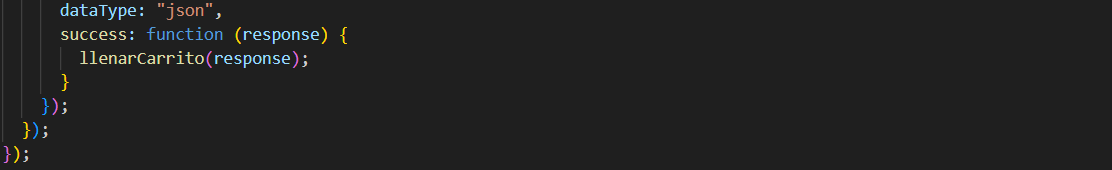 dataType: "json",
success: function (response) {
llenarCarrito(response);
}
});
});
});